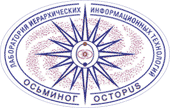 ЛАБОРАТОРИЯ ИЕРАРХИЧЕСКИХ ИНФОРМАЦИОННЫХ ТЕХНОЛОГИЙ
ОСЬМИНОГ OCTOPUS